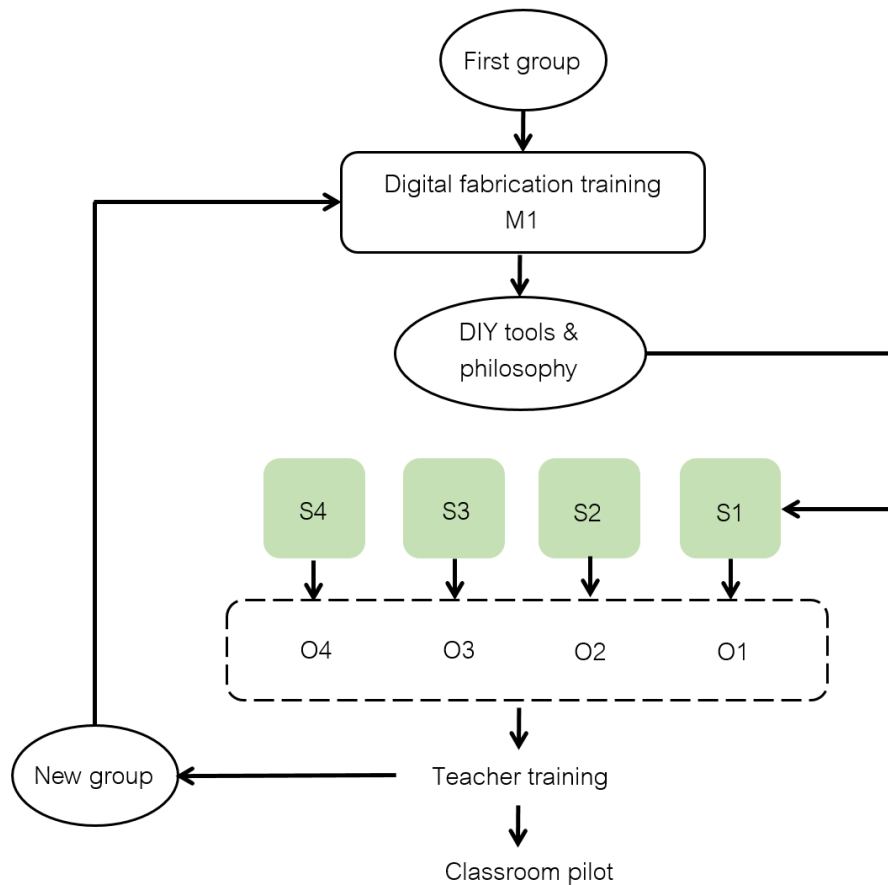 First group
Digital fabrication training
M1
DIY tools &
philosophy
S4 S3 S2 S1
O4 O3 O2 O1
New group
Teacher training
Classroom pilot